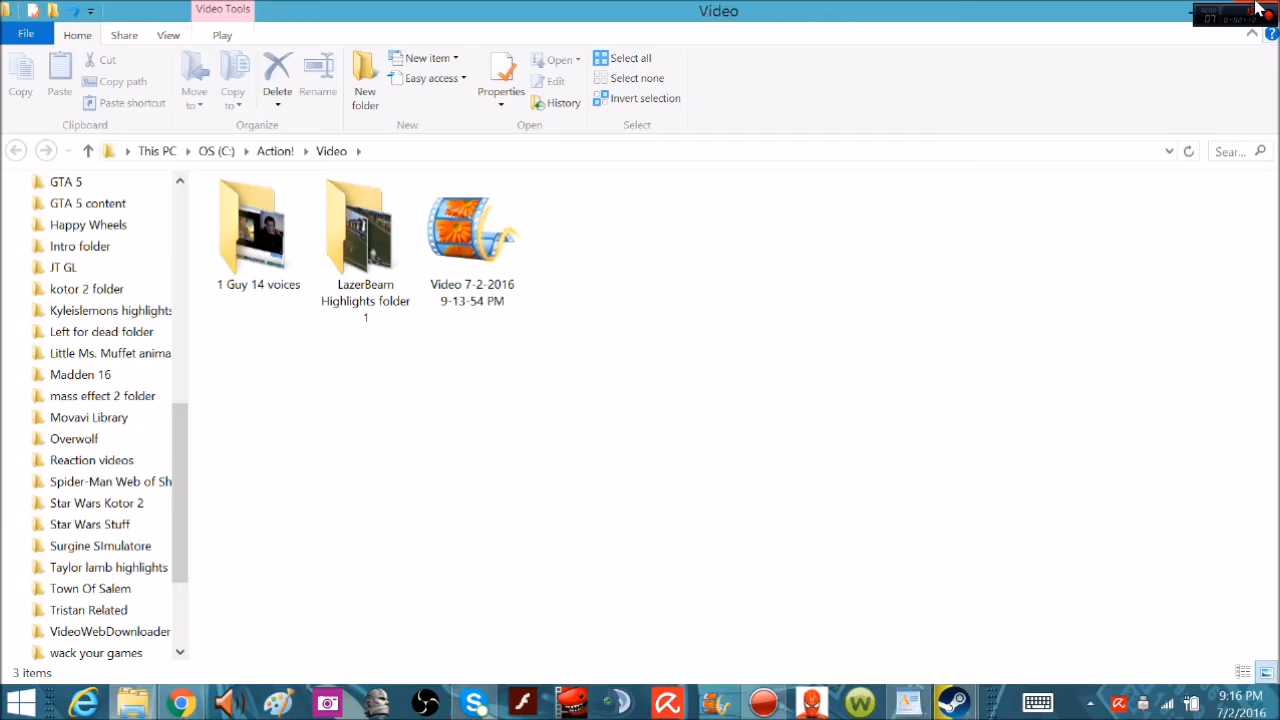 Video Tools
Video
File
Home
Share
View
Play
Copy
Paste
Cut
Copy path
Paste shortcut
Clipboard
Move to
Copy to
Delete
Rename
Organize
New folder
New item
Easy access
New
Properties
Open
Edit
History
Open
Select all
Select none
Invert selection
Select
This PC
OS (C:)
Action!
Video
Sear...
GTA 5
GTA 5 content
Happy Wheels
Intro folder
JT GL
kotor 2 folder
Kyleislemons highlights
Left for dead folder
Little Ms. Muffet anima
Madden 16
mass effect 2 folder
Movavi Library
Overwolf
Reaction videos
Spider-Man Web of Sh
Star Wars Kotor 2
Star Wars Stuff
Surgine SImulatore
Taylor lamb highlights
Town Of Salem
Tristan Related
VideoWebDownloader
wack your games
1 Guy 14 voices
LazerBeam
Highlights folder
1
Video 7-2-2016
9-13-54 PM
3 items
9:16 PM
7/2/2016